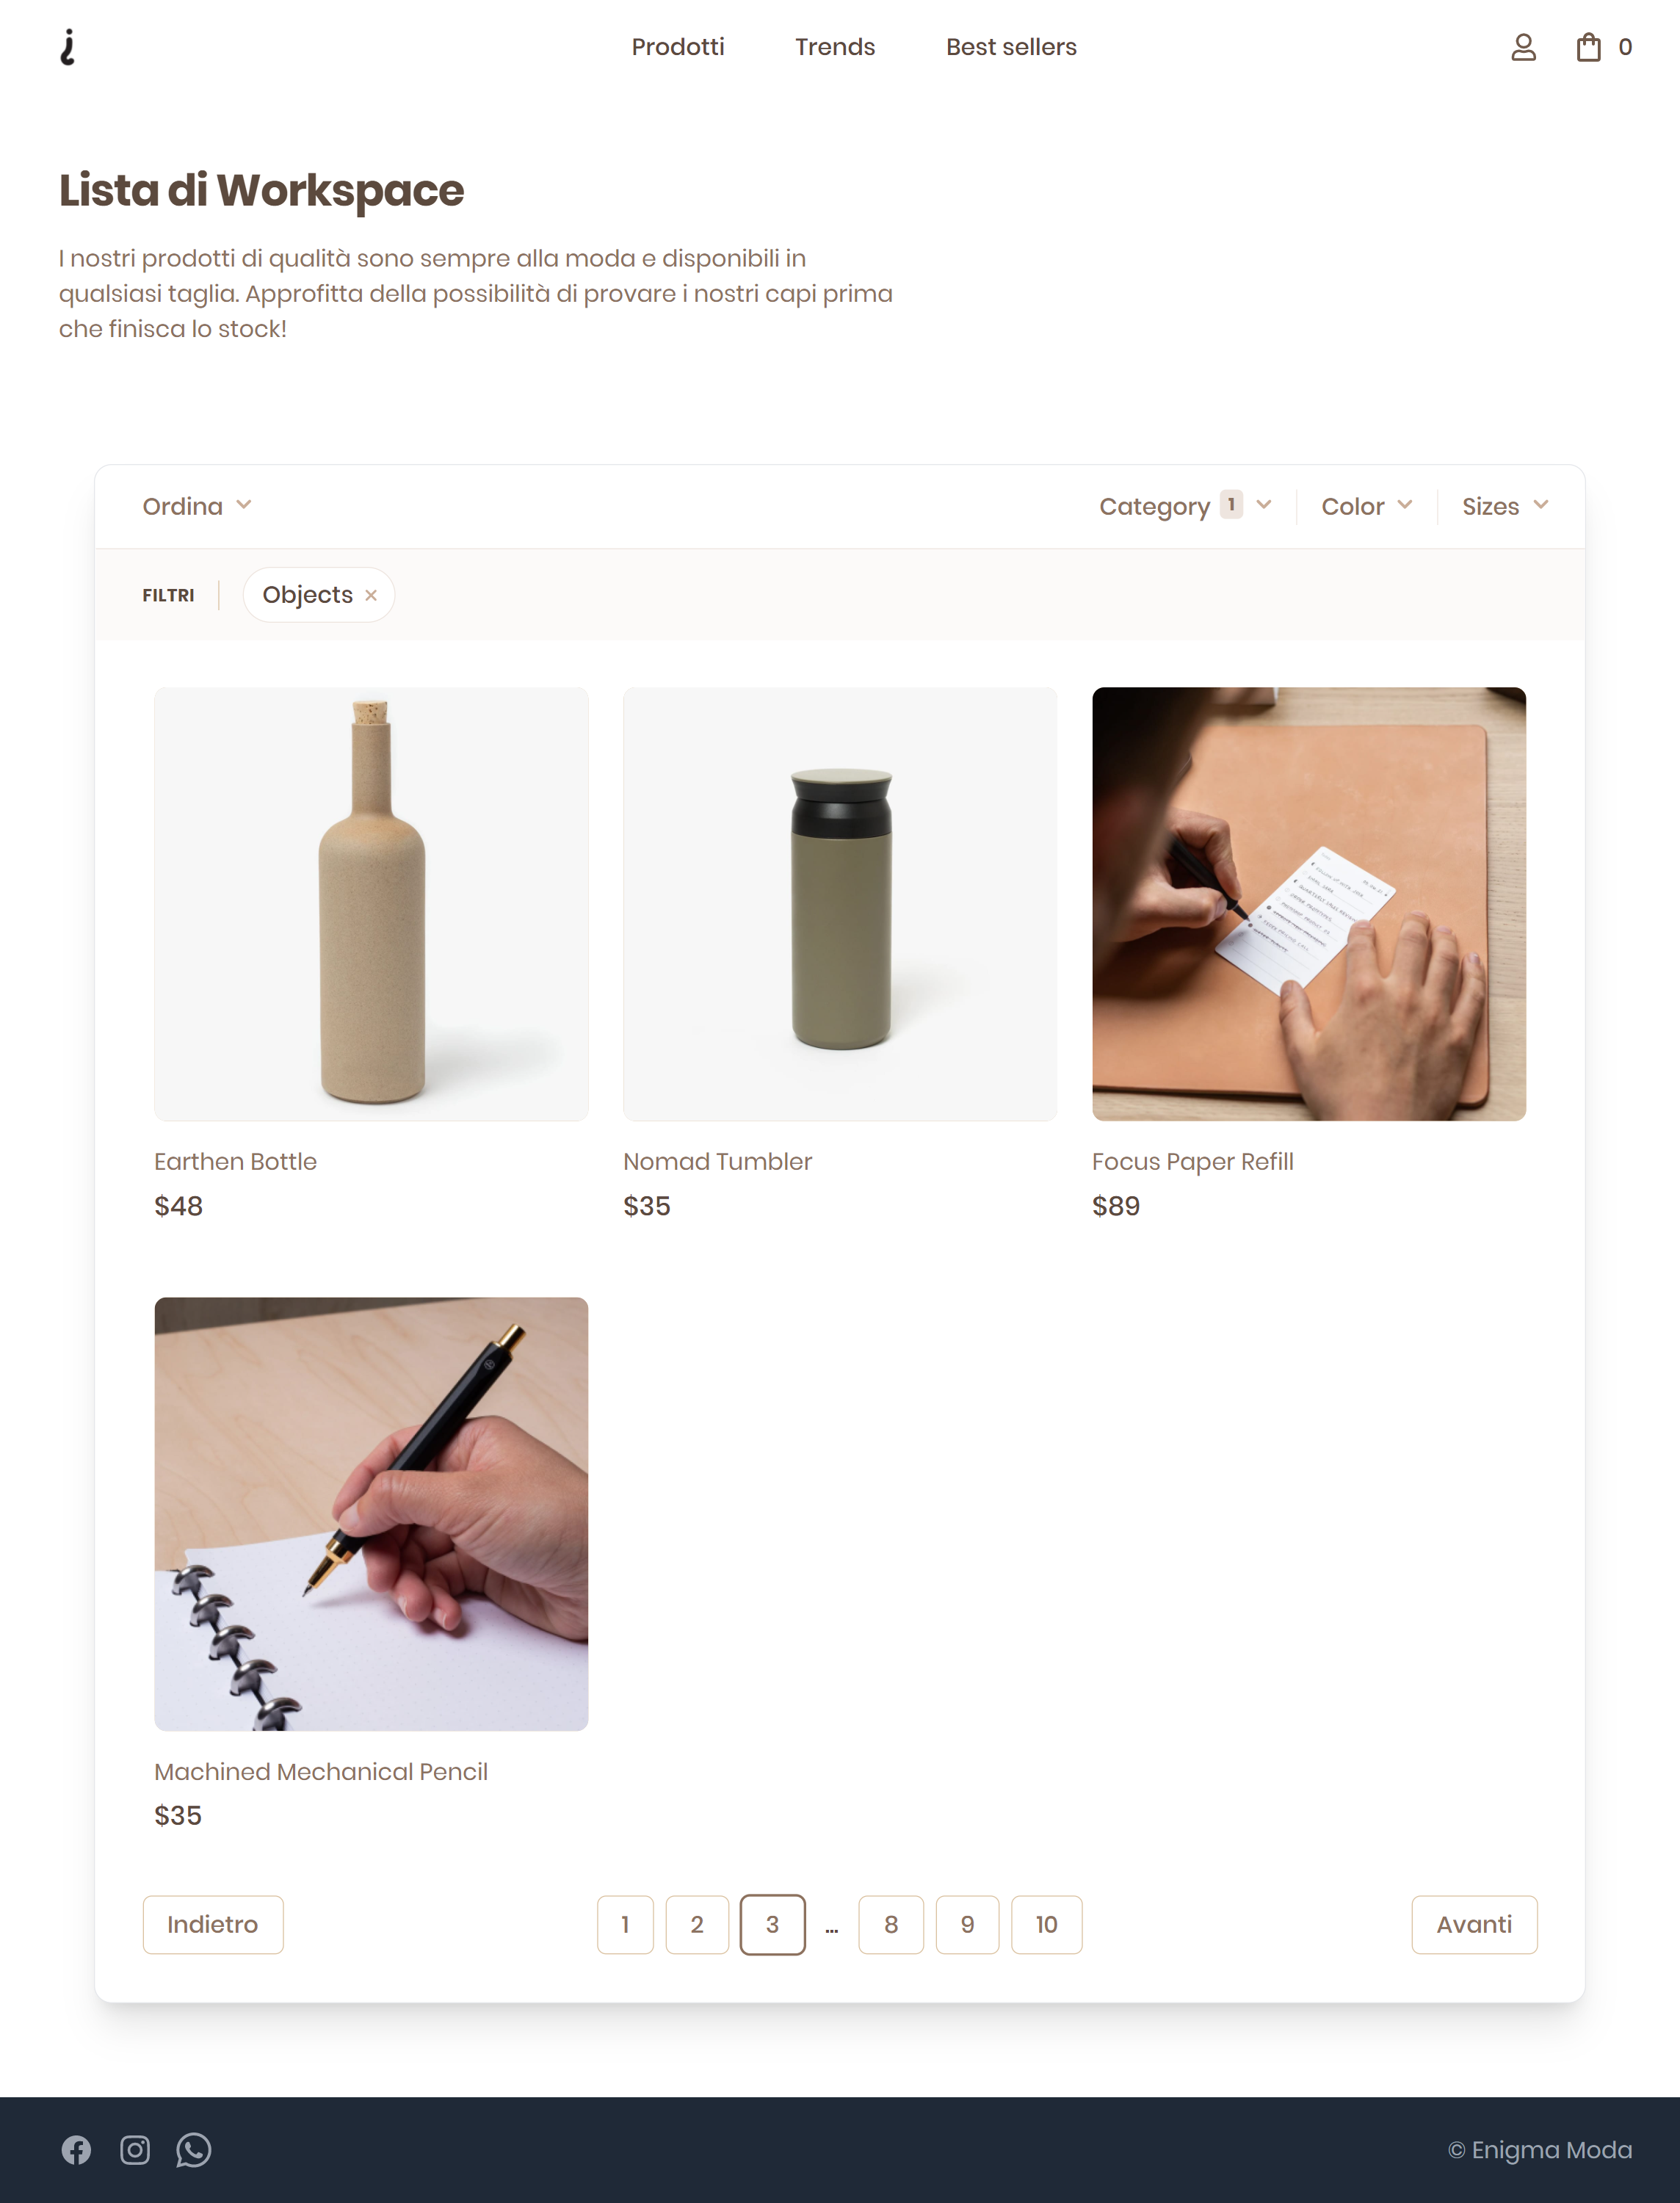 Prodotti
Trends
Best sellers
0
Lista di Workspace
I nostri prodotti di qualità sono sempre alla moda e disponibili in
qualsiasi taglia. Approfitta della possibilità di provare i nostri capi prima
che finisca lo stock!
Ordina
Category 1
Color
Sizes
FILTRI
Objects ×
Earthen Bottle
$48
Nomad Tumbler
$35
Focus Paper Refill
$89
Machined Mechanical Pencil
$35
Indietro
1
2
3
...
8
9
10
Avanti
© Enigma Moda